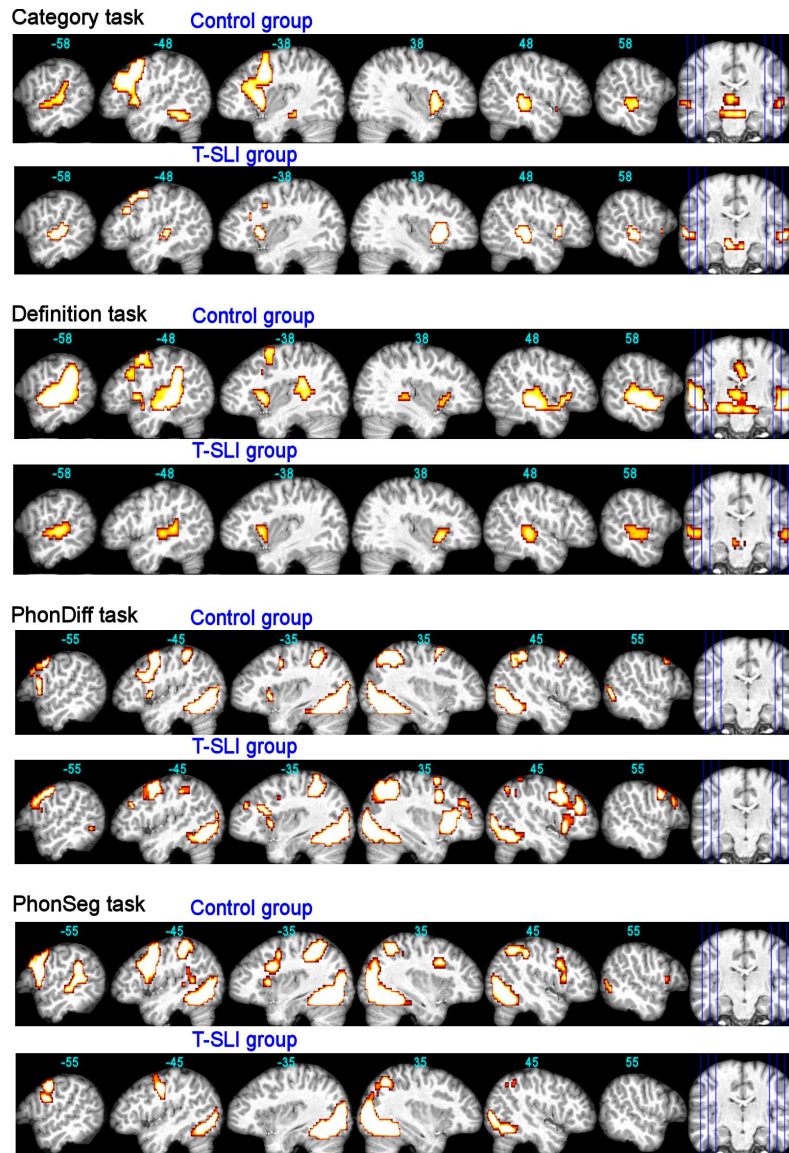 Category task Control group
-58 -48 -38 38 48 58
T-SLI group
-58 -48 -38 38 48 58
Definition task Control group
-58 -48 -38 38 48 58
T-SLI group
-58 -48 -38 38 48 58
PhonDiff task Control group
-55 -45 -35 35 45 55
T-SLI group
-55 -45 -35 35 45 55
PhonSeg task Control group
-55 -45 -35 35 45 55
T-SLI group
-55 -45 -35 35 45 55